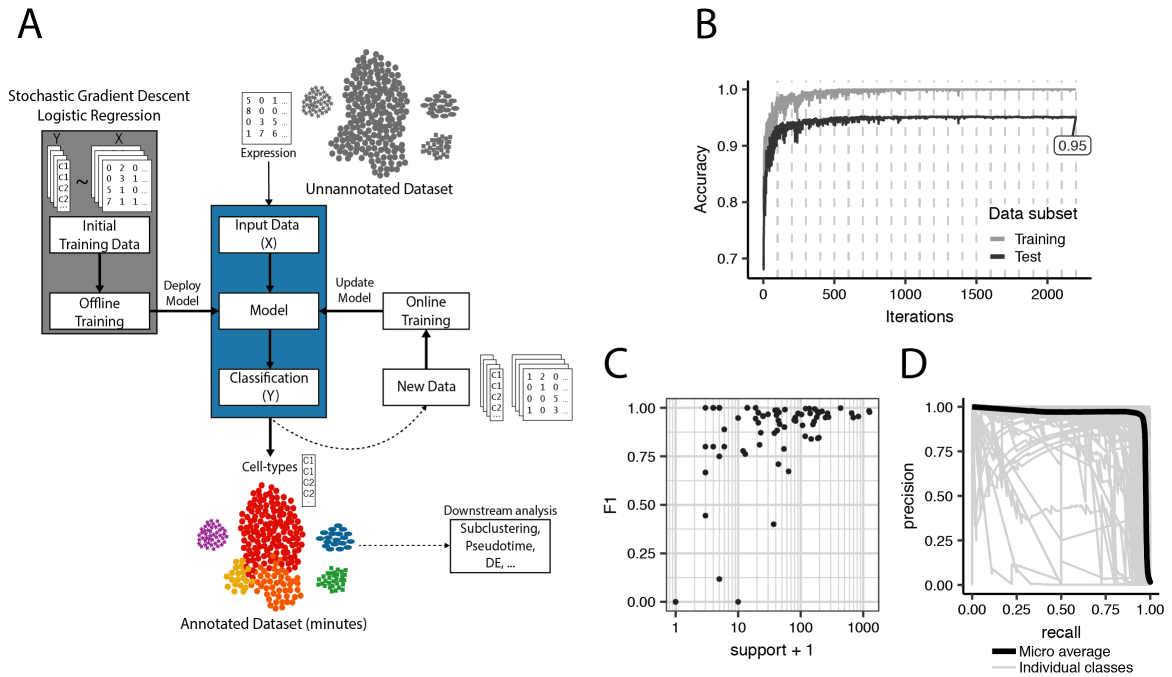 A
Stochastic Gradient Descent
Logistic Regression
Y X
c1
c1
c2
c2
...
~
0 2 0 ...
0 3 1 ...
5 1 0 ...
7 1 1 ...
Initial
Training Data
Offline
Training
Deploy
Model
5 0 1 ...
8 0 0 ...
0 3 5 ...
1 7 6 ...
Expression
Unnannotated Dataset
Input Data
(X)
Model
Classification
(Y)
Update
Model
Online
Training
New Data
c1
c1
c2
c2
...
1 2 0 ...
0 1 0 ...
0 0 5 ...
1 0 3 ...
Cell-types
C1
C1
C2
C2
...
Downstream analysis
Subclustering,
Pseudotime,
DE, ...
Annotated Dataset (minutes)
B
Accuracy
1.0
0.9
0.8
0.7
0.95
Data subset
Training
Test
0 500 1000 1500 2000
Iterations
C
F1
1.00
0.75
0.50
0.25
0.00
1 10 100 1000
support + 1
D
precision
1.00
0.75
0.50
0.25
0.00
0.00 0.25 0.50 0.75 1.00
recall
Micro average
Individual classes